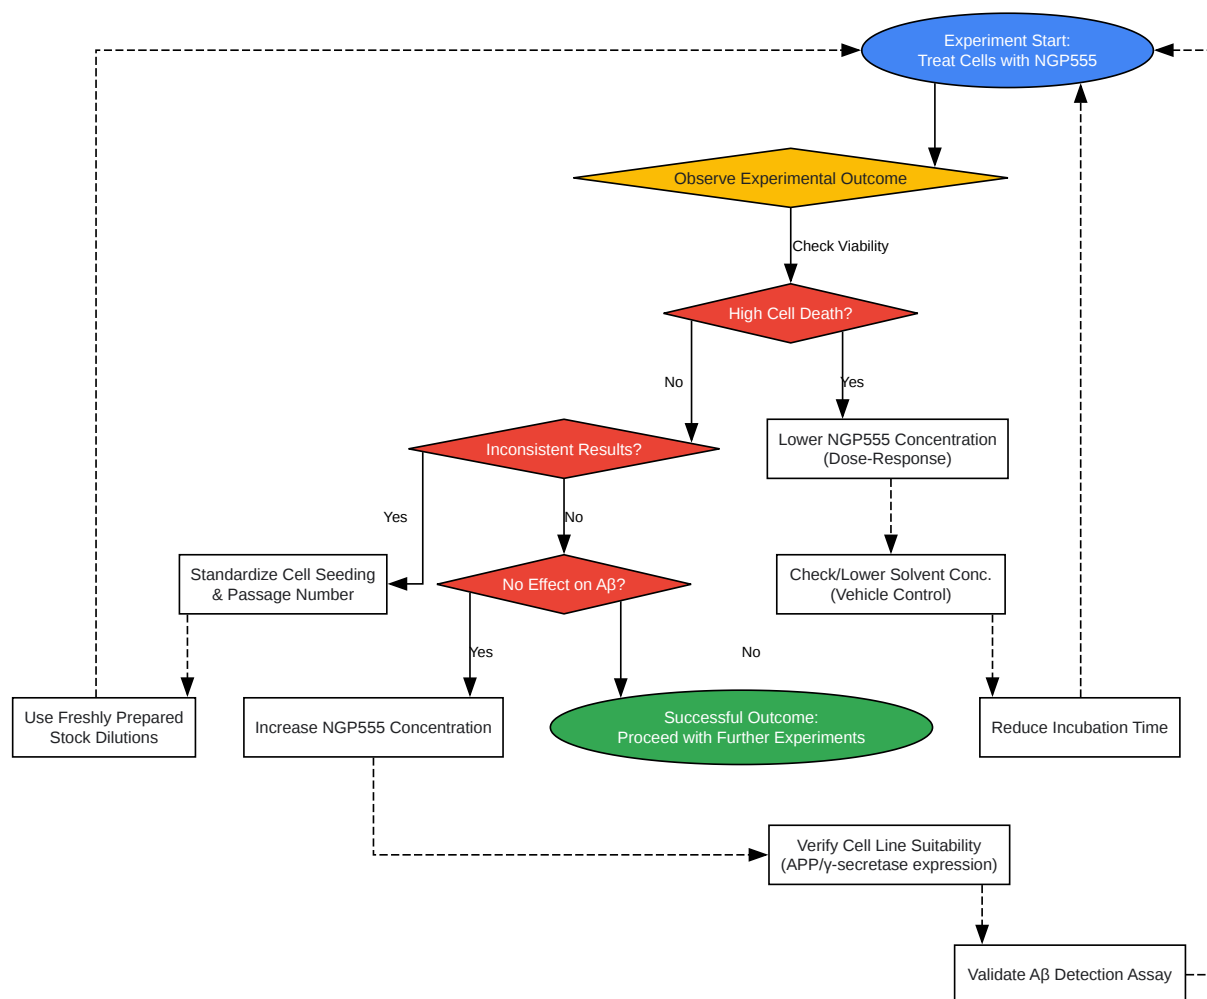 Experiment Start:
Treat Cells with NGP555
Observe Experimental Outcome
Check Viability
High Cell Death?
No
Yes
Inconsistent Results?
Lower NGP555 Concentration
(Dose-Response)
Yes
No
Standardize Cell Seeding
& Passage Number
No Effect on Aβ?
Check/Lower Solvent Conc.
(Vehicle Control)
Yes
No
Use Freshly Prepared
Stock Dilutions
Increase NGP555 Concentration
Successful Outcome:
Proceed with Further Experiments
Reduce Incubation Time
Verify Cell Line Suitability
(APP/γ-secretase expression)
Validate Aβ Detection Assay